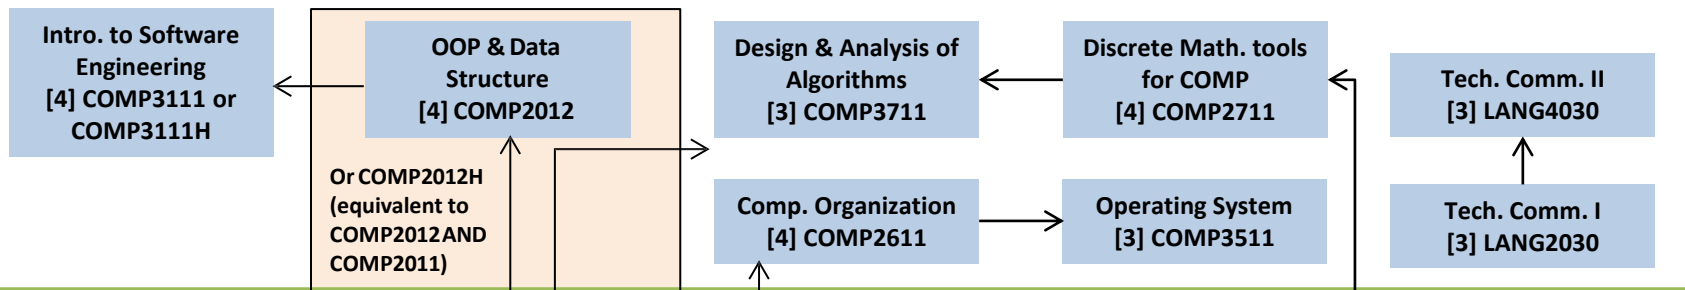 Intro. to Software
Engineering
[4] COMP3111 or
COMP3111H
OOP & Data
Structure
[4] COMP2012
Or COMP2012H
(equivalent to
COMP2012 AND
COMP2011)
Design & Analysis of
Algorithms
[3] COMP3711
Discrete Math. tools
for COMP
[4] COMP2711
Comp. Organization
[4] COMP2611
Operating System
[3] COMP3511
Tech. Comm. II
[3] LANG4030
Tech. Comm. I
[3] LANG2030